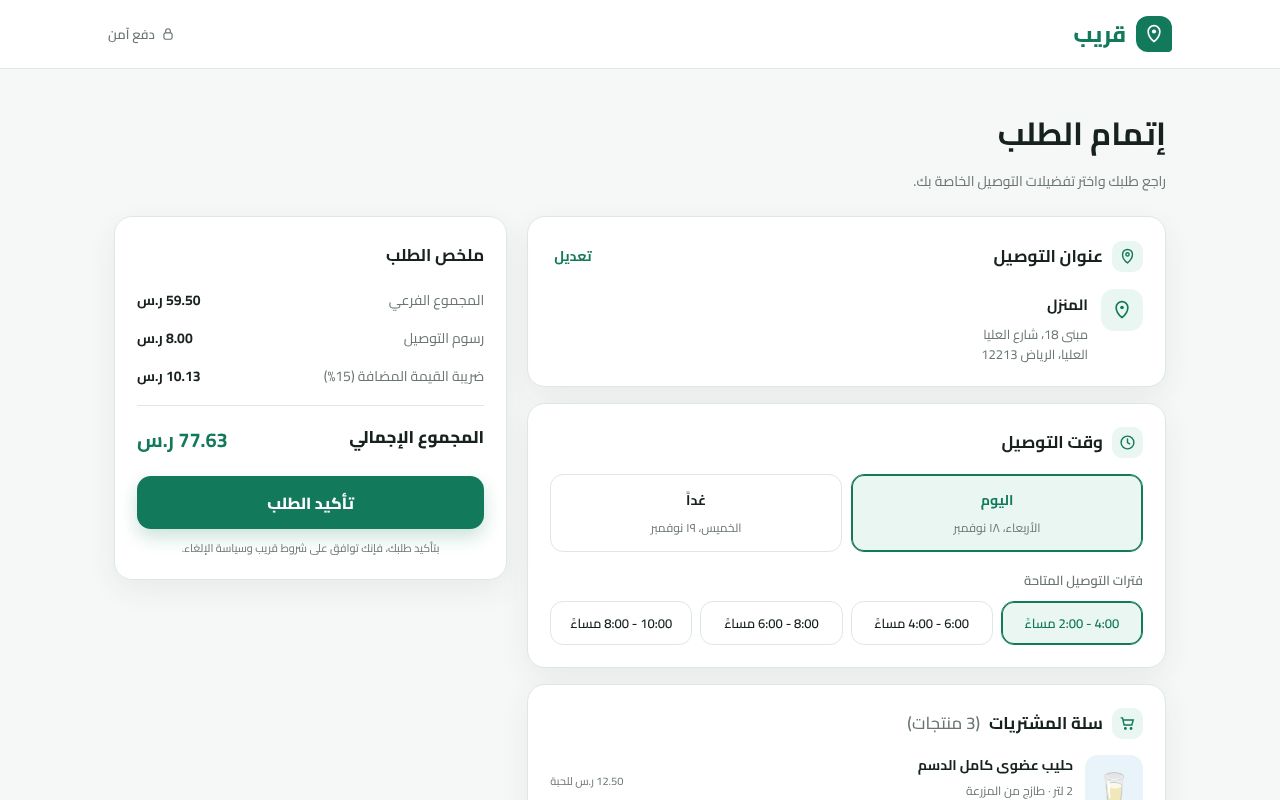 قريب
دفع آمن
إتمام الطلب
راجع طلبك واختر تفضيلات التوصيل الخاصة بك.
عنوان التوصيل
تعديل
المنزل
مبنى 18، شارع العليا
العليا، الرياض 12213
وقت التوصيل
اليوم
الأربعاء، ١٨ نوفمبر
غداً
الخميس، ١٩ نوفمبر
فترات التوصيل المتاحة
2:00 - 4:00 مساءً
4:00 - 6:00 مساءً
6:00 - 8:00 مساءً
8:00 - 10:00 مساءً
سلة المشتريات (3 منتجات)
حليب عضوي كامل الدسم
2 لتر · طازج من المزرعة
12.50 ر.س للحبة
ملخص الطلب
المجموع الفرعي 59.50 ر.س
رسوم التوصيل 8.00 ر.س
ضريبة القيمة المضافة (15%) 10.13 ر.س
المجموع الإجمالي 77.63 ر.س
تأكيد الطلب
بتأكيد طلبك، فإنك توافق على شروط قريب وسياسة الإلغاء.